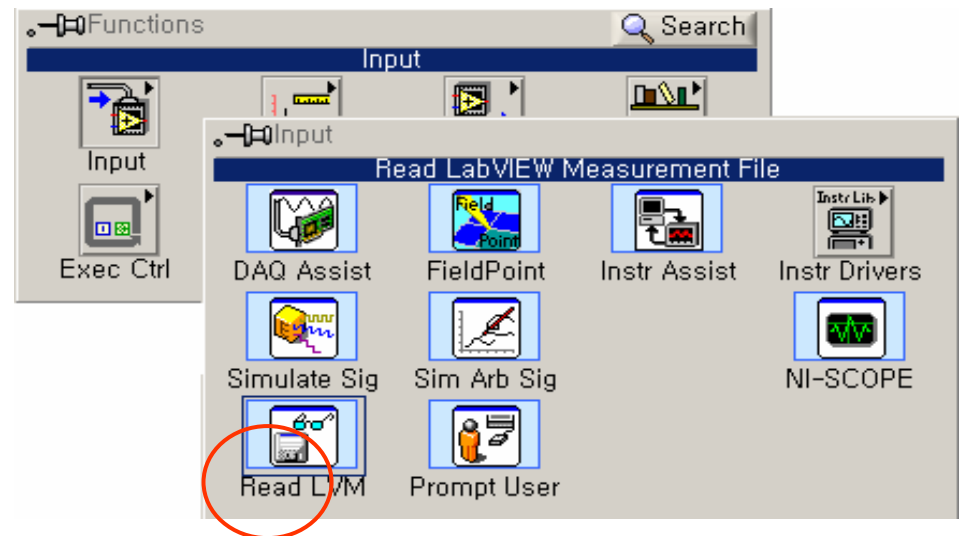 Functions
Search
Input
Input
Exec Ctrl
Input
Read LabVIEW Measurement File
Field
Point
Instr Lib
DAQ Assist
FieldPoint
Instr Assist
Instr Drivers
Simulate Sig
Sim Arb Sig
NI-SCOPE
Read LVM
Prompt User